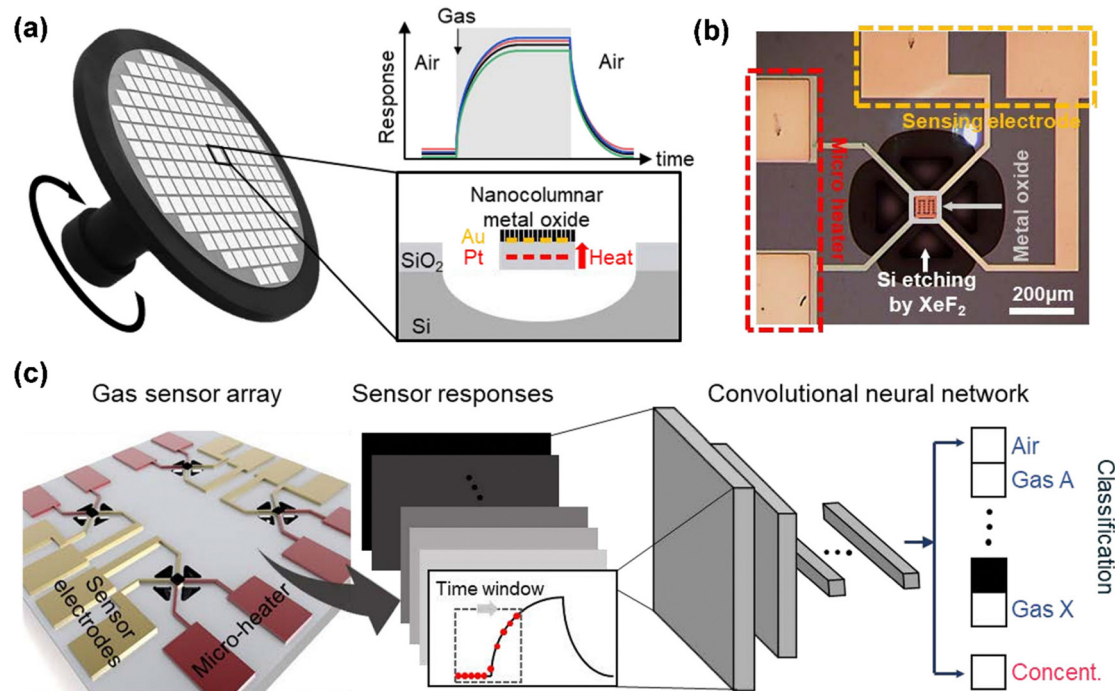 (a)
Gas
Air
Air
Response
time
Nanocolumnar
metal oxide
Au
SiO2
Pt
Heat
Si
(b)
Sensing electrode
Micro heater
Metal oxide
Si etching
by XeF2
200μm
(c)
Gas sensor array
Sensor responses
Convolutional neural network
Sensor
electrodes
Micro-heater
Time window
Air
Gas A
Gas X
Concent.
Classification